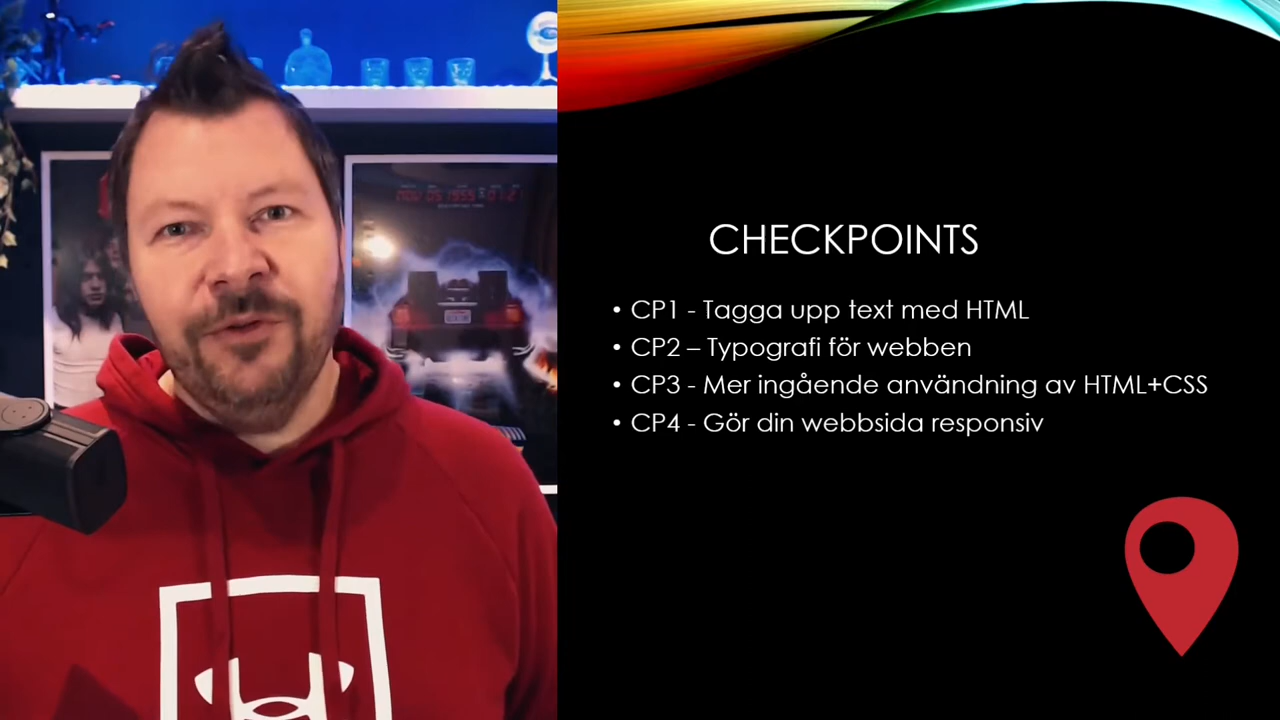 CHECKPOINTS
• CP1 - Tagga upp text med HTML
• CP2 – Typografi för webben
• CP3 - Mer ingående användning av HTML+CSS
• CP4 - Gör din webbsida responsiv